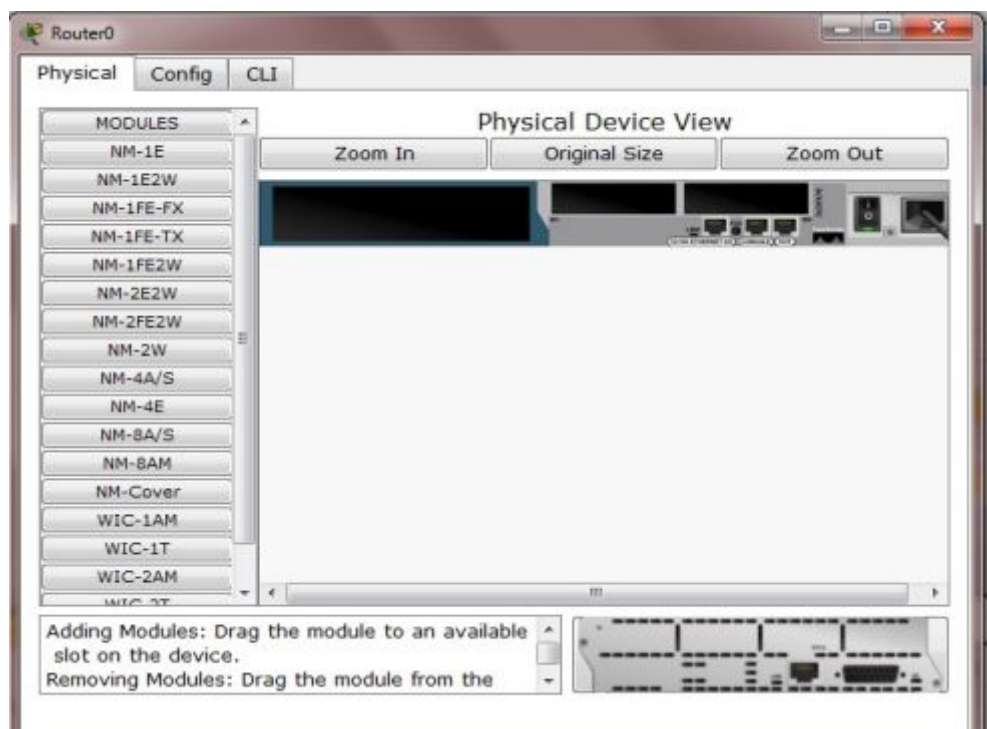 Router0
Physical
Config
CLI
MODULES
NM-1E
NM-1E2W
NM-1FE-FX
NM-1FE-TX
NM-1FE2W
NM-2E2W
NM-2FE2W
NM-2W
NM-4A/S
NM-4E
NM-8A/S
NM-8AM
NM-Cover
WIC-1AM
WIC-1T
WIC-2AM
WIC-2T
Physical Device View
Zoom In
Original Size
Zoom Out
Adding Modules: Drag the module to an available
slot on the device.
Removing Modules: Drag the module from the